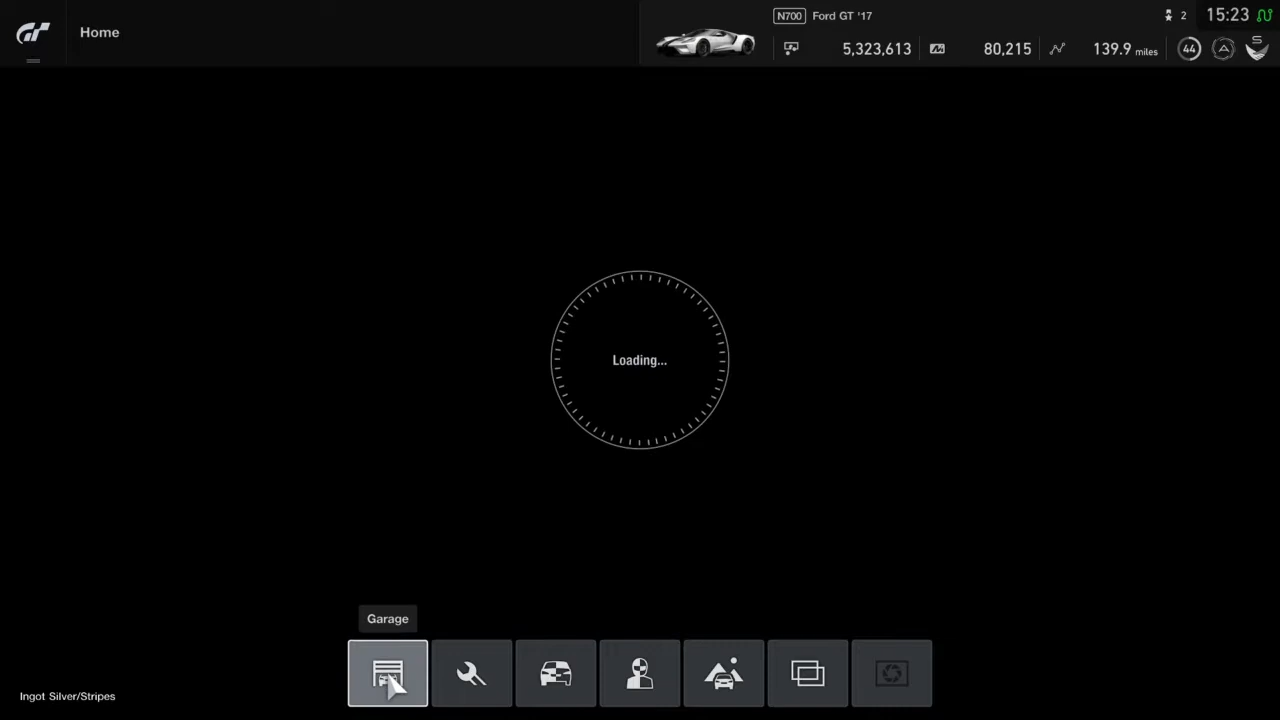 Home
N700 Ford GT '17
2
15:23
5,323,613
80,215
139.9 miles
44
A
S
Loading...
Garage
Ingot Silver/Stripes